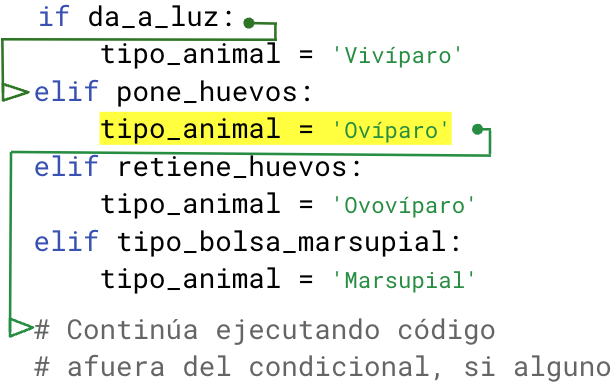 if da_a_luz:
tipo_animal = 'Vivíparo'
elif pone_huevos:
tipo_animal = 'Ovíparo'
elif retiene_huevos:
tipo_animal = 'Ovovíparo'
elif tipo_bolsa_marsupial:
tipo_animal = 'Marsupial'
# Continúa ejecutando código
# afuera del condicional, si alguno